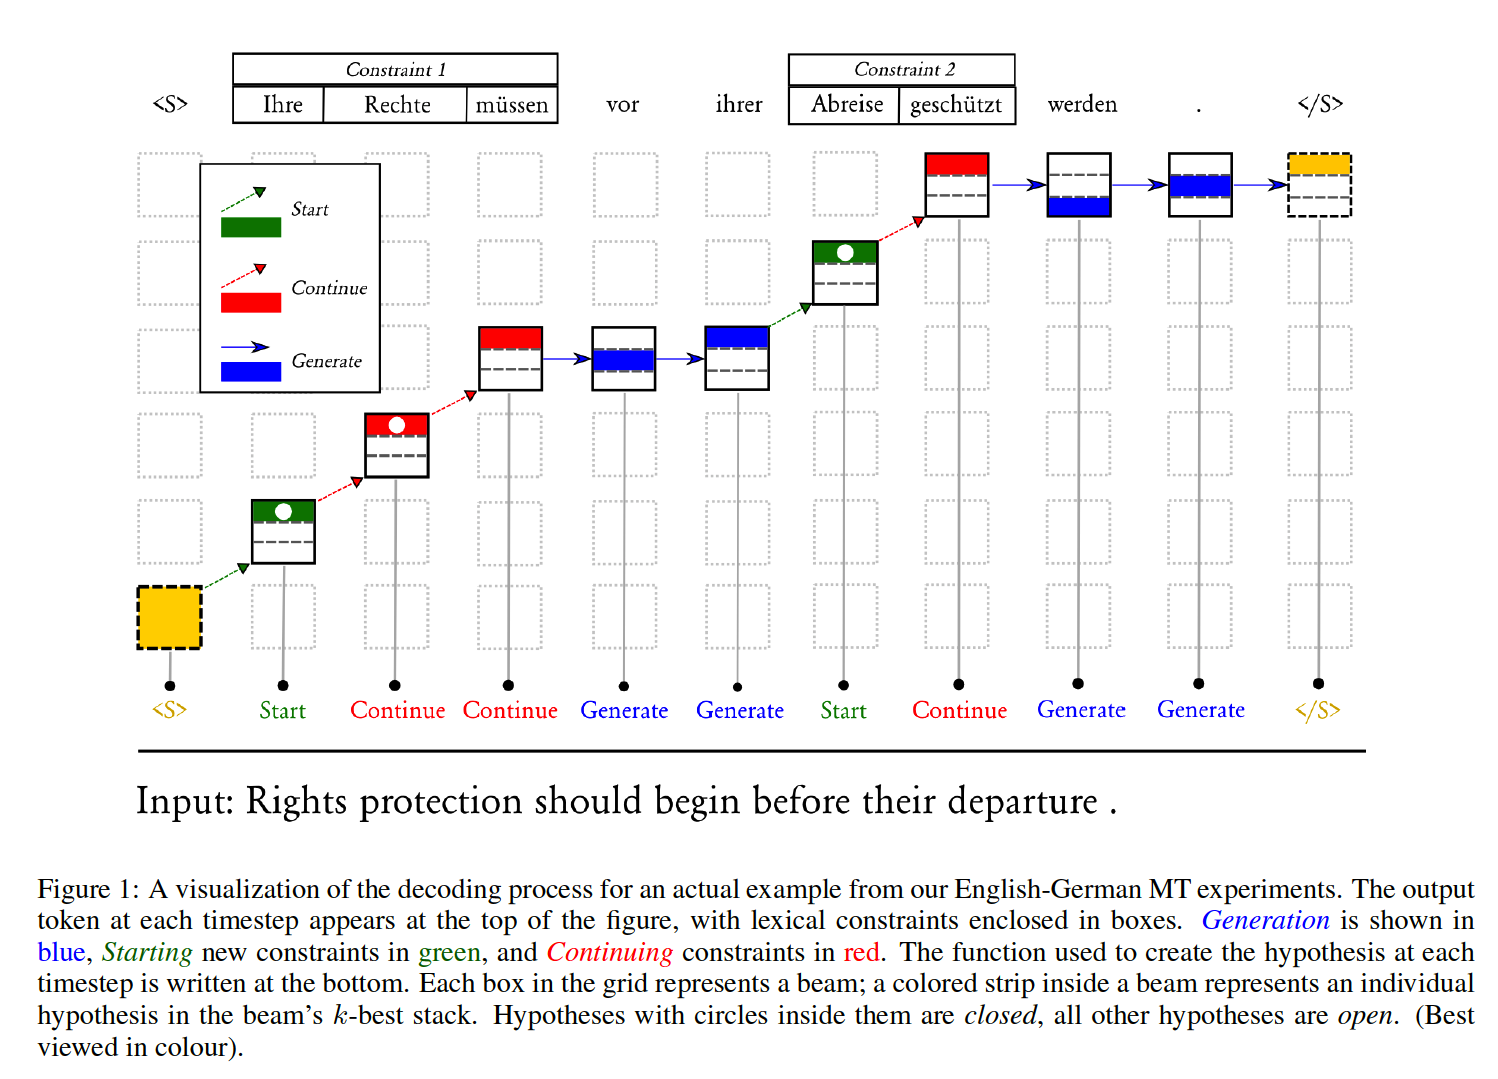 Constraint 1 Constraint 2
<S> Ihre Rechte müssen vor ihrer Abreise geschützt werden . </S>
Start
Continue
Generate
<S> Start Continue Continue Generate Generate Start Continue Generate Generate </S>
Input: Rights protection should begin before their departure .
Figure 1: A visualization of the decoding process for an actual example from our English-German MT experiments. The output
token at each timestep appears at the top of the figure, with lexical constraints enclosed in boxes. Generation is shown in
blue, Starting new constraints in green, and Continuing constraints in red. The function used to create the hypothesis at each
timestep is written at the bottom. Each box in the grid represents a beam; a colored strip inside a beam represents an individual
hypothesis in the beam's k-best stack. Hypotheses with circles inside them are closed, all other hypotheses are open. (Best
viewed in colour).